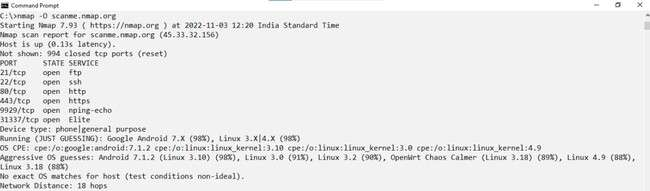 Command Prompt
C:\>nmap -O scanme.nmap.org
Starting Nmap 7.93 ( https://nmap.org ) at 2022-11-03 12:20 India Standard Time
Nmap scan report for scanme.nmap.org (45.33.32.156)
Host is up (0.13s latency).
Not shown: 994 closed tcp ports (reset)
PORT      STATE SERVICE
21/tcp    open  ftp
22/tcp    open  ssh
80/tcp    open  http
443/tcp   open  https
9929/tcp  open  nping-echo
31337/tcp open  Elite
Device type: phone|general purpose
Running (JUST GUESSING): Google Android 7.X (98%), Linux 3.X|4.X (98%)
OS CPE: cpe:/o:google:android:7.1.2 cpe:/o:linux:linux_kernel:3.10 cpe:/o:linux:linux_kernel:3.0 cpe:/o:linux:linux_kernel:4.9
Aggressive OS guesses: Android 7.1.2 (Linux 3.10) (98%), Linux 3.0 (91%), Linux 3.2 (90%), OpenWrt Chaos Calmer (Linux 3.18) (89%), Linux 4.9 (88%),
Linux 3.18 (88%)
No exact OS matches for host (test conditions non-ideal).
Network Distance: 18 hops